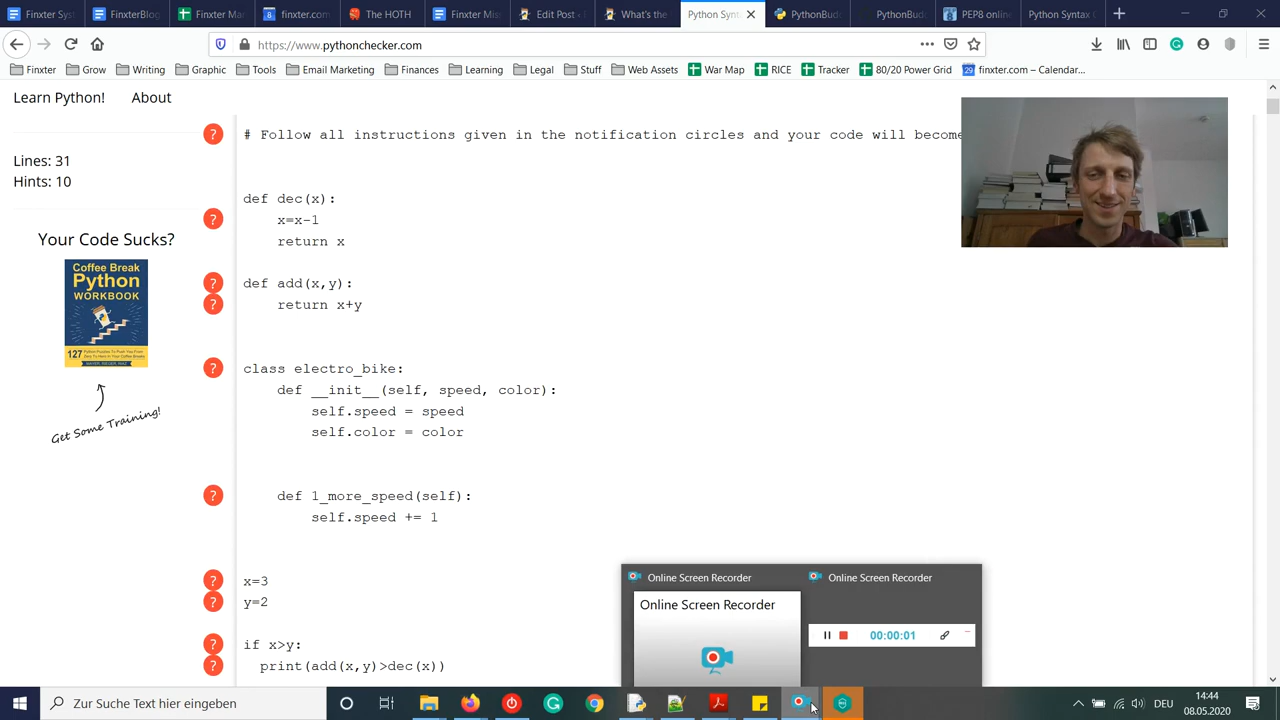 Finxter Sys
FinxterBlog
Finxter Mar
finxter.com
The HOTH
Finxter Mis
Edit Post ‹
What's the
Python Synt
PythonBudd
PythonBudd
PEP8 online
Python Syntax C
https://www.pythonchecker.com
Finxter
Grow
Writing
Graphic
Tools
Email Marketing
Finances
Learning
Legal
Stuff
Web Assets
War Map
RICE
Tracker
80/20 Power Grid
finxter.com – Calendar…
Learn Python!
About
Lines: 31
Hints: 10
Your Code Sucks?
Coffee Break
Python
WORKBOOK
127
Python Puzzles To Push You From
Zero To Hero In Your Coffee Breaks
Get Some Training!
# Follow all instructions given in the notification circles and your code will become
def dec(x):
x=x-1
return x
def add(x,y):
return x+y
class electro_bike:
def __init__(self, speed, color):
self.speed = speed
self.color = color
def 1_more_speed(self):
self.speed += 1
x=3
y=2
if x>y:
print(add(x,y)>dec(x))
Online Screen Recorder
Online Screen Recorder
Online Screen Recorder
00:00:01
Zur Suche Text hier eingeben
DEU
14:44
08.05.2020